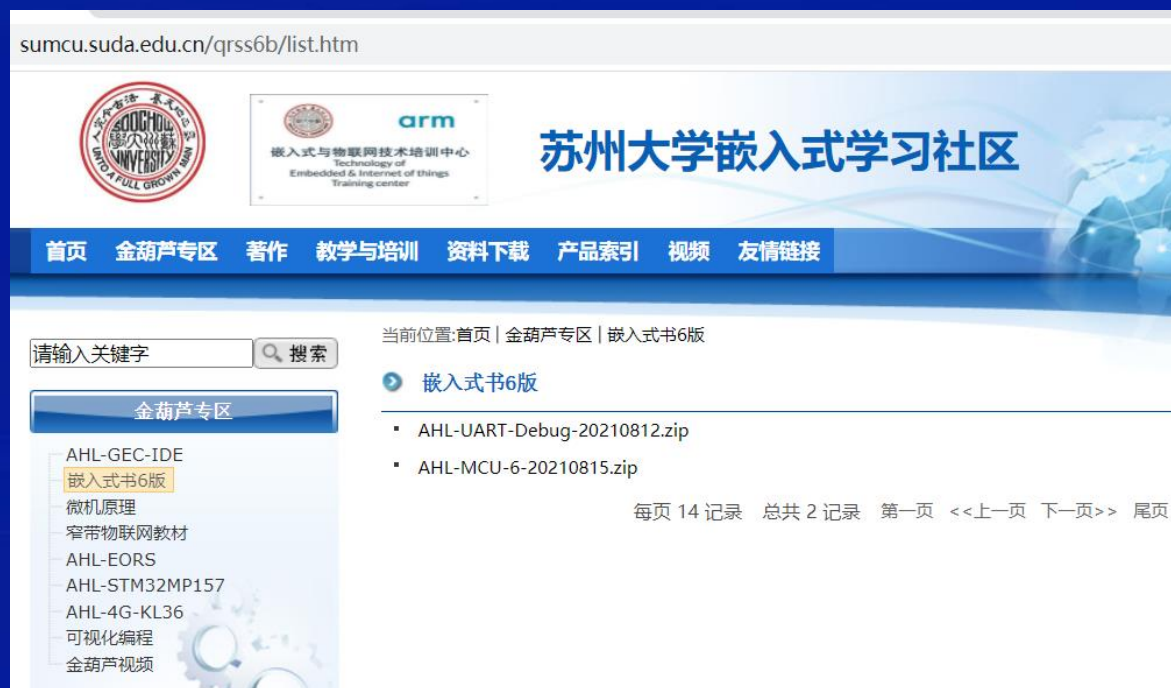 sumcu.suda.edu.cn/qrss6b/list.htm
SOOCHOW
UNIVERSITY
UNTO A FULL GROWN MAN
arm
嵌入式与物联网技术培训中心
Technology of
Embedded & Internet of things
Training center
苏州大学嵌入式学习社区
首页 金葫芦专区 著作 教学与培训 资料下载 产品索引 视频 友情链接
当前位置:首页 | 金葫芦专区 | 嵌入式书6版
请输入关键字 搜索
嵌入式书6版
金葫芦专区
AHL-UART-Debug-20210812.zip
AHL-MCU-6-20210815.zip
每页 14 记录 总共 2 记录 第一页 <<上一页 下一页>> 尾页
AHL-GEC-IDE
嵌入式书6版
微机原理
窄带物联网教材
AHL-EORS
AHL-STM32MP157
AHL-4G-KL36
可视化编程
金葫芦视频